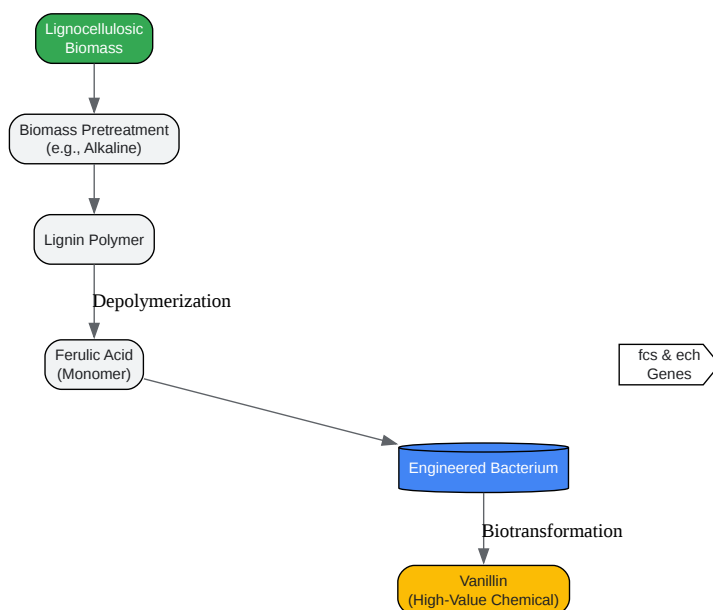 Lignocellulosic
Biomass
Biomass Pretreatment
(e.g., Alkaline)
Lignin Polymer
Depolymerization
Ferulic Acid
(Monomer)
fcs & ech
Genes
Engineered Bacterium
Biotransformation
Vanillin
(High-Value Chemical)